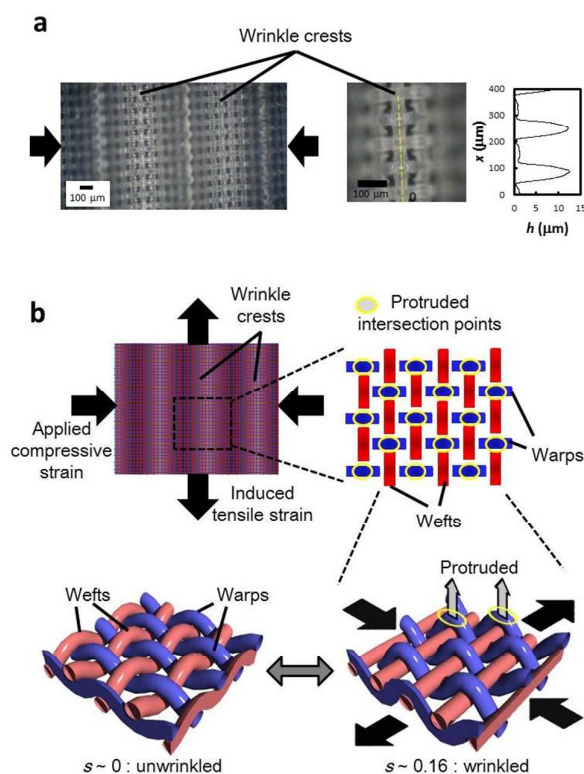 a
Wrinkle crests
100 μm
100 μm
0
400
300
200
100
0
x (μm)
0 5 10 15
h (μm)
b
Wrinkle
crests
Protruded
intersection points
Applied
compressive
strain
Induced
tensile strain
Warps
Wefts
Wefts
Warps
Protruded
s ~ 0 : unwrinkled
s ~ 0.16 : wrinkled